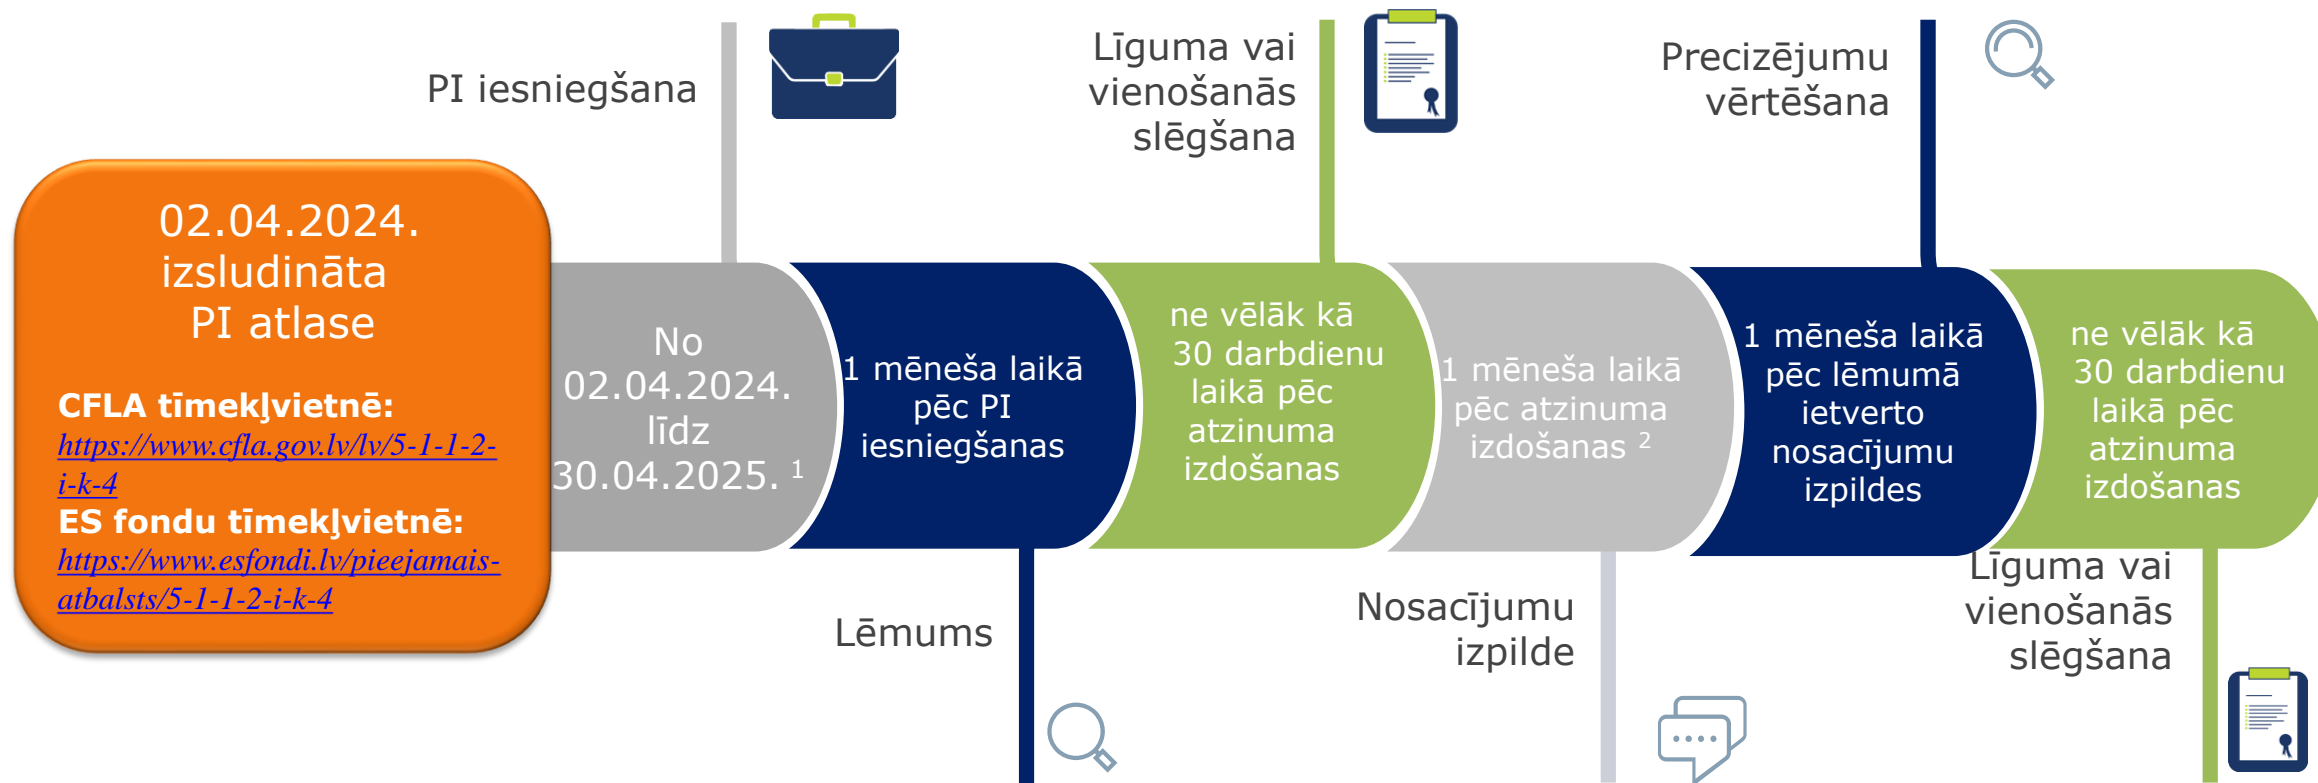 PI iesniegšana
Līguma vai
vienošanās
slēgšana
Precizējumu
vērtēšana
02.04.2024.
izsludināta
PI atlase
CFLA tīmekļvietnē:
https://www.cfla.gov.lv/lv/5-1-1-2-
i-k-4
ES fondu tīmekļvietnē:
https://www.esfondi.lv/pieejamais-
atbalsts/5-1-1-2-i-k-4
No
02.04.2024.
līdz
30.04.2025. 1
1 mēneša laikā
pēc PI
iesniegšanas
ne vēlāk kā
30 darbdienu
laikā pēc
atzinuma
izdošanas
1 mēneša laikā
pēc atzinuma
izdošanas 2
1 mēneša laikā
pēc lēmumā
ietverto
nosacījumu
izpildes
ne vēlāk kā
30 darbdienu
laikā pēc
atzinuma
izdošanas
Lēmums
Nosacījumu
izpilde
Līguma vai
vienošanās
slēgšana